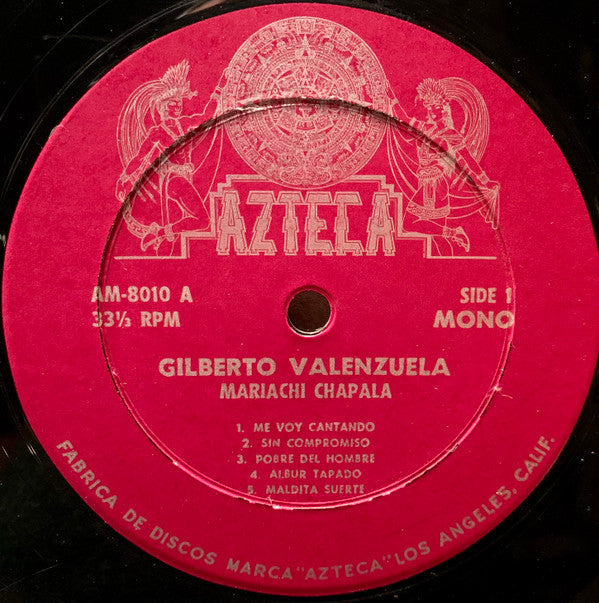 AZTECA
AM-8010 A
33⅓ RPM
SIDE 1
MONO
GILBERTO VALENZUELA
MARIACHI CHAPALA
1. ME VOY CANTANDO
2. SIN COMPROMISO
3. POBRE DEL HOMBRE
4. ALBUR TAPADO
5. MALDITA SUERTE
FABRICA DE DISCOS MARCA "AZTECA" LOS ANGELES, CALIF.